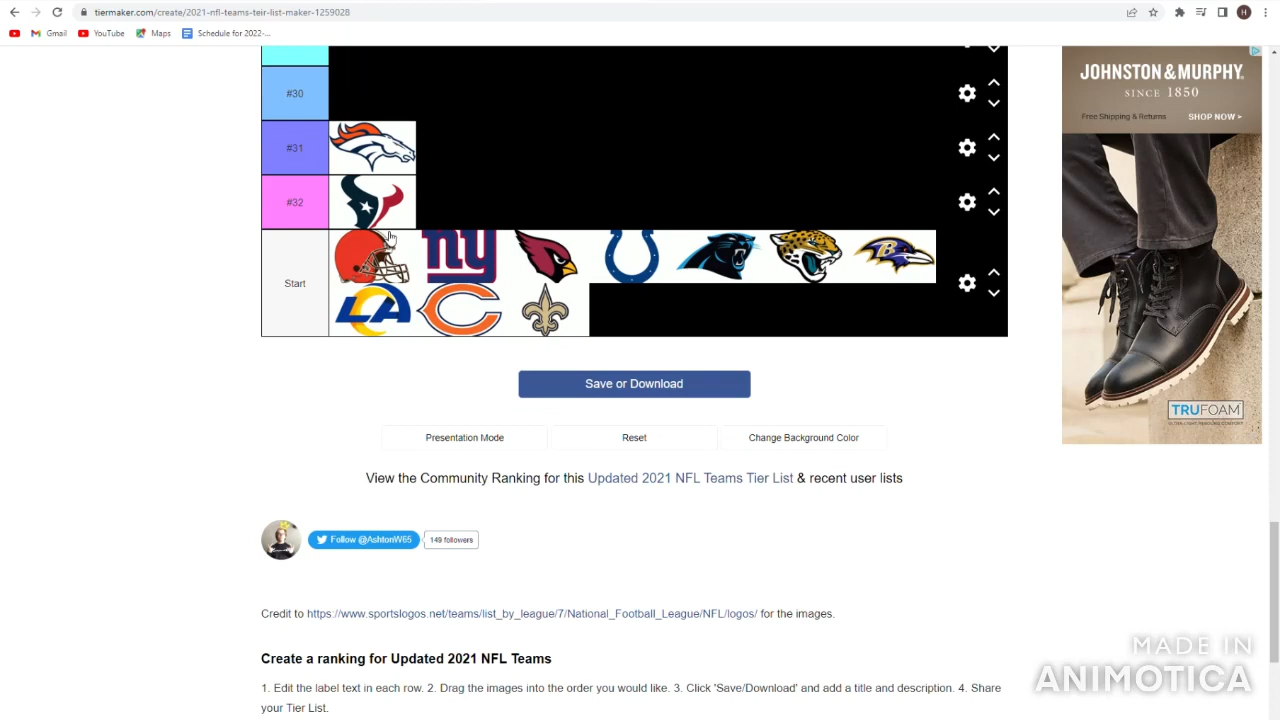 tiermaker.com/create/2021-nfl-teams-teir-list-maker-1259028
H
Gmail YouTube Maps Schedule for 2022-...
#30
#31
#32
Start
ny
B
LA
C
Save or Download
Presentation Mode Reset Change Background Color
View the Community Ranking for this Updated 2021 NFL Teams Tier List & recent user lists
Follow @AshtonW65 149 followers
Credit to https://www.sportslogos.net/teams/list_by_league/7/National_Football_League/NFL/logos/ for the images.
Create a ranking for Updated 2021 NFL Teams
1. Edit the label text in each row. 2. Drag the images into the order you would like. 3. Click 'Save/Download' and add a title and description. 4. Share
your Tier List.
JOHNSTON & MURPHY.
SINCE 1850
Free Shipping & Returns SHOP NOW >
TRUFOAM
MADE IN
ANIMOTICA